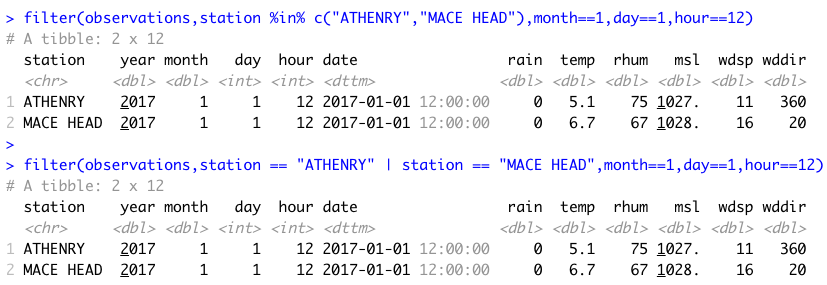 > filter(observations,station %in% c("ATHENRY","MACE HEAD"),month==1,day==1,hour==12)
# A tibble: 2 x 12
station year month day hour date rain temp rhum msl wdsp wddir
<chr> <dbl> <dbl> <int> <int> <dttm> <dbl> <dbl> <dbl> <dbl> <dbl> <dbl>
1 ATHENRY 2017 1 1 12 2017-01-01 12:00:00 0 5.1 75 1027. 11 360
2 MACE HEAD 2017 1 1 12 2017-01-01 12:00:00 0 6.7 67 1028. 16 20
>
> filter(observations,station == "ATHENRY" | station == "MACE HEAD",month==1,day==1,hour==12)
# A tibble: 2 x 12
station year month day hour date rain temp rhum msl wdsp wddir
<chr> <dbl> <dbl> <int> <int> <dttm> <dbl> <dbl> <dbl> <dbl> <dbl> <dbl>
1 ATHENRY 2017 1 1 12 2017-01-01 12:00:00 0 5.1 75 1027. 11 360
2 MACE HEAD 2017 1 1 12 2017-01-01 12:00:00 0 6.7 67 1028. 16 20